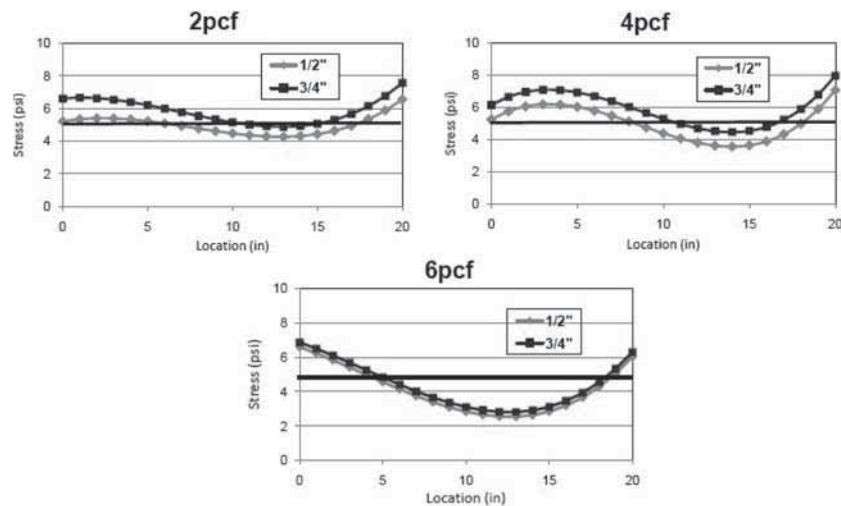 2pcf
10
8
6
4
2
0
Stress (psi)
1/2"
3/4"
0 5 10 15 20
Location (in)
4pcf
10
8
6
4
2
0
Stress (psi)
1/2"
3/4"
0 5 10 15 20
Location (in)
6pcf
10
8
6
4
2
0
Stress (psi)
1/2"
3/4"
0 5 10 15 20
Location (in)